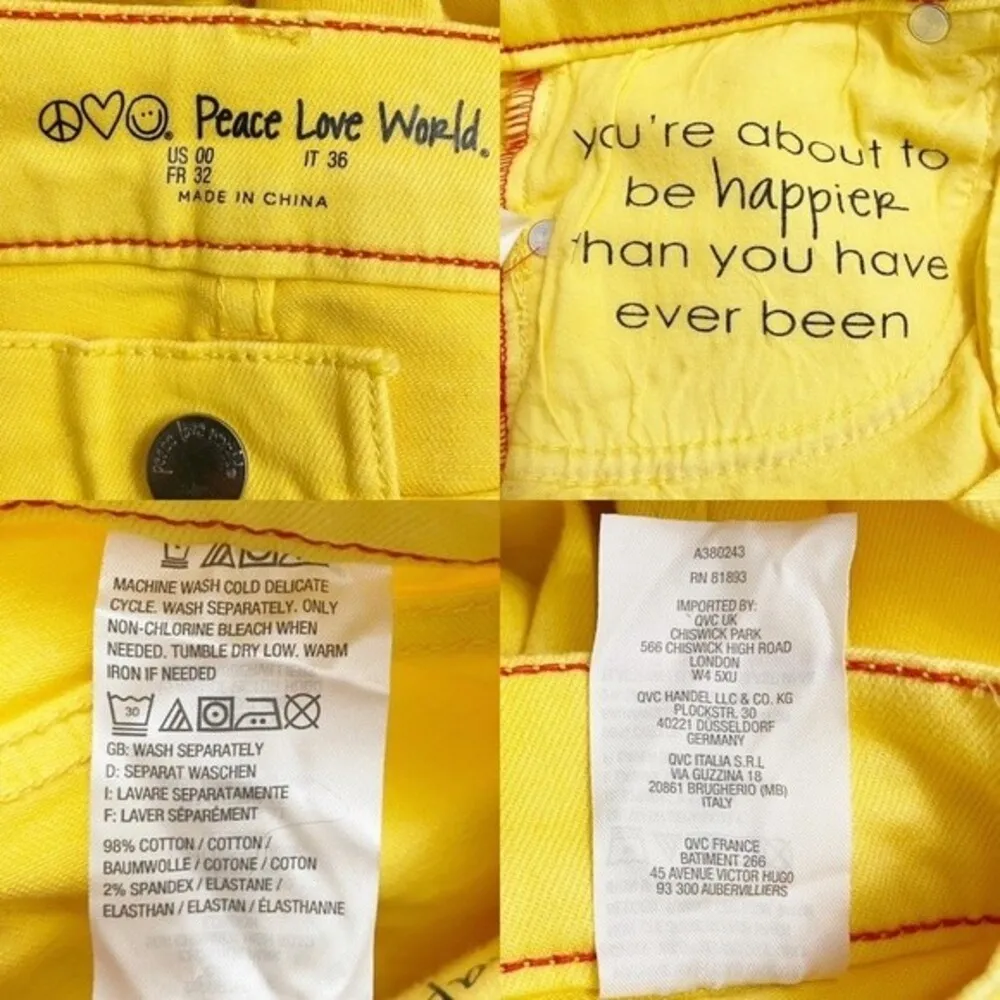 Peace Love World.
US 00 IT 36
FR 32
MADE IN CHINA
peace love world
you're about to
be happier
than you have
ever been
MACHINE WASH COLD DELICATE
CYCLE. WASH SEPARATELY. ONLY
NON-CHLORINE BLEACH WHEN
NEEDED. TUMBLE DRY LOW. WARM
IRON IF NEEDED
30
GB: WASH SEPARATELY
D: SEPARAT WASCHEN
I: LAVARE SEPARATAMENTE
F: LAVER SÉPARÉMENT
98% COTTON / COTTON /
BAUMWOLLE / COTONE / COTON
2% SPANDEX / ELASTANE /
ELASTHAN / ELASTAN / ÉLASTHANNE
A380243
RN 81893
IMPORTED BY:
QVC UK
CHISWICK PARK
566 CHISWICK HIGH ROAD
LONDON
W4 5XU
QVC HANDEL LLC & CO. KG
PLOCKSTR. 30
40221 DÜSSELDORF
GERMANY
QVC ITALIA S.R.L
VIA GUZZINA 18
20861 BRUGHERIO (MB)
ITALY
QVC FRANCE
BATIMENT 266
45 AVENUE VICTOR HUGO
93 300 AUBERVILLIERS